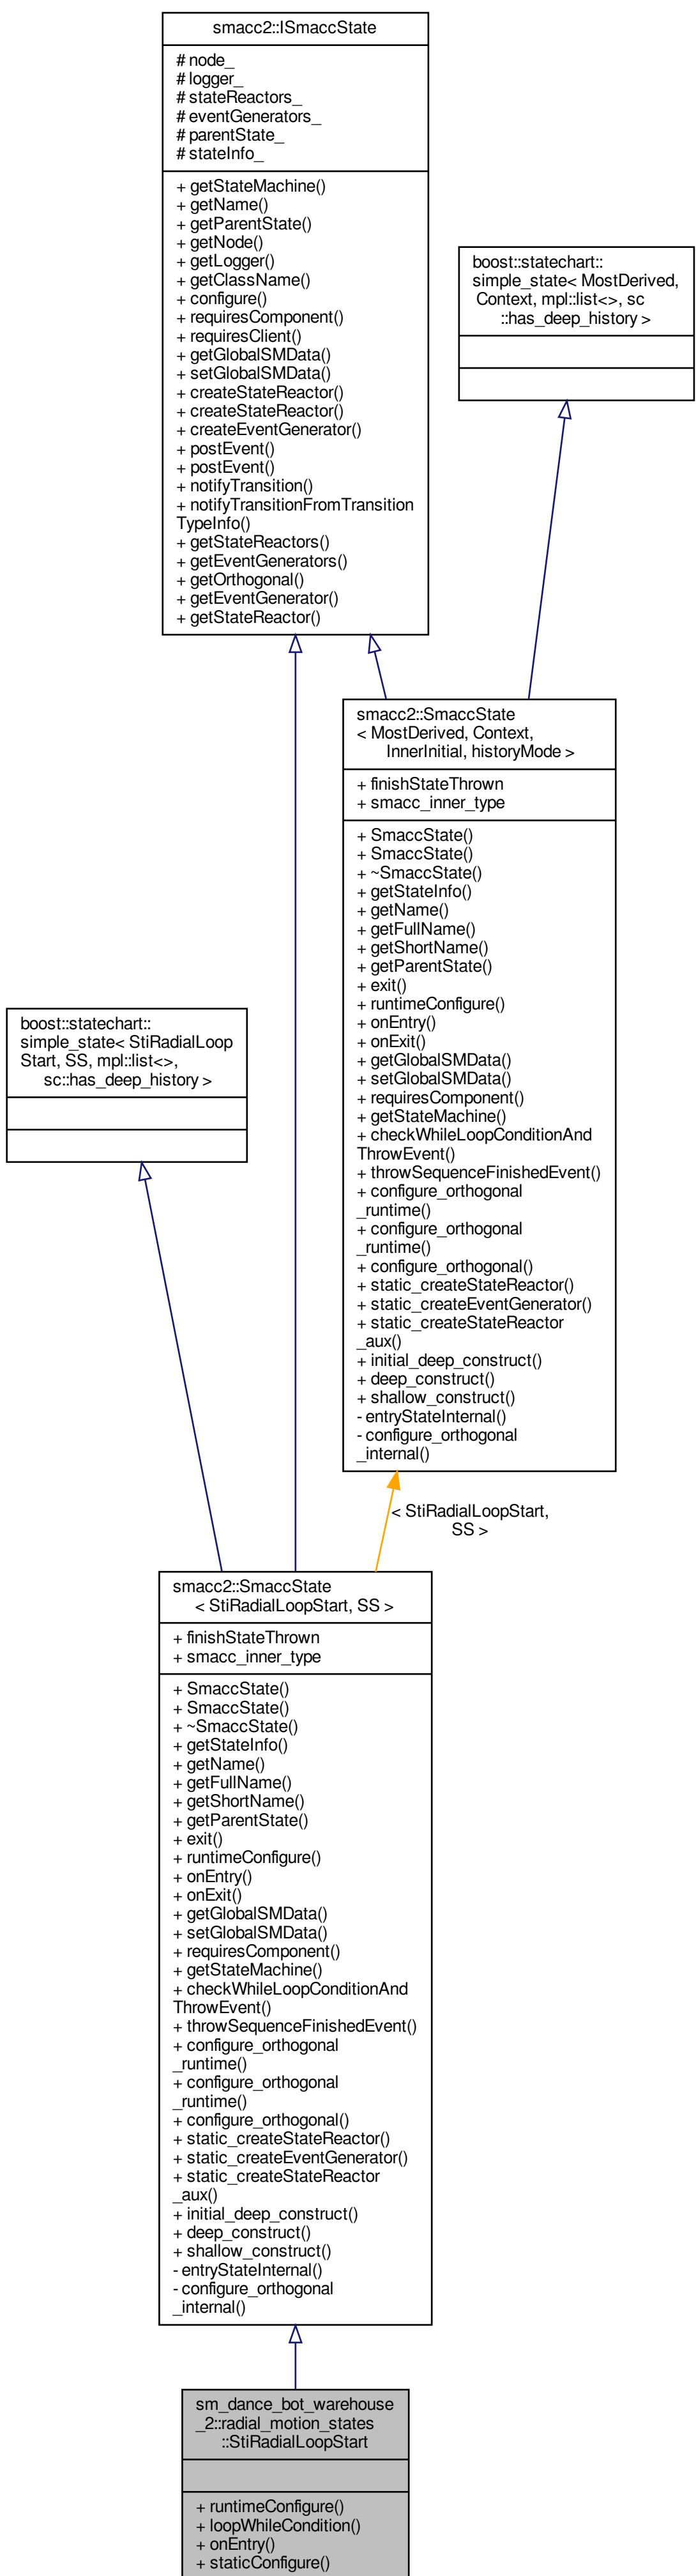 smacc2::ISmaccState
# node_
# logger_
# stateReactors_
# eventGenerators_
# parentState_
# stateInfo_
+ getStateMachine()
+ getName()
+ getParentState()
+ getNode()
+ getLogger()
+ getClassName()
+ configure()
+ requiresComponent()
+ requiresClient()
+ getGlobalSMData()
+ setGlobalSMData()
+ createStateReactor()
+ createStateReactor()
+ createEventGenerator()
+ postEvent()
+ postEvent()
+ notifyTransition()
+ notifyTransitionFromTransition
TypeInfo()
+ getStateReactors()
+ getEventGenerators()
+ getOrthogonal()
+ getEventGenerator()
+ getStateReactor()
boost::statechart::
simple_state< MostDerived,
Context, mpl::list<>, sc
::has_deep_history >
smacc2::SmaccState
< MostDerived, Context,
InnerInitial, historyMode >
+ finishStateThrown
+ smacc_inner_type
+ SmaccState()
+ SmaccState()
+ ~SmaccState()
+ getStateInfo()
+ getName()
+ getFullName()
+ getShortName()
+ getParentState()
+ exit()
+ runtimeConfigure()
+ onEntry()
+ onExit()
+ getGlobalSMData()
+ setGlobalSMData()
+ requiresComponent()
+ getStateMachine()
+ checkWhileLoopConditionAnd
ThrowEvent()
+ throwSequenceFinishedEvent()
+ configure_orthogonal
_runtime()
+ configure_orthogonal
_runtime()
+ configure_orthogonal()
+ static_createStateReactor()
+ static_createEventGenerator()
+ static_createStateReactor
_aux()
+ initial_deep_construct()
+ deep_construct()
+ shallow_construct()
- entryStateInternal()
- configure_orthogonal
_internal()
boost::statechart::
simple_state< StiRadialLoop
Start, SS, mpl::list<>,
sc::has_deep_history >
< StiRadialLoopStart,
SS >
smacc2::SmaccState
< StiRadialLoopStart, SS >
+ finishStateThrown
+ smacc_inner_type
+ SmaccState()
+ SmaccState()
+ ~SmaccState()
+ getStateInfo()
+ getName()
+ getFullName()
+ getShortName()
+ getParentState()
+ exit()
+ runtimeConfigure()
+ onEntry()
+ onExit()
+ getGlobalSMData()
+ setGlobalSMData()
+ requiresComponent()
+ getStateMachine()
+ checkWhileLoopConditionAnd
ThrowEvent()
+ throwSequenceFinishedEvent()
+ configure_orthogonal
_runtime()
+ configure_orthogonal
_runtime()
+ configure_orthogonal()
+ static_createStateReactor()
+ static_createEventGenerator()
+ static_createStateReactor
_aux()
+ initial_deep_construct()
+ deep_construct()
+ shallow_construct()
- entryStateInternal()
- configure_orthogonal
_internal()
sm_dance_bot_warehouse
_2::radial_motion_states
::StiRadialLoopStart
+ runtimeConfigure()
+ loopWhileCondition()
+ onEntry()
+ staticConfigure()